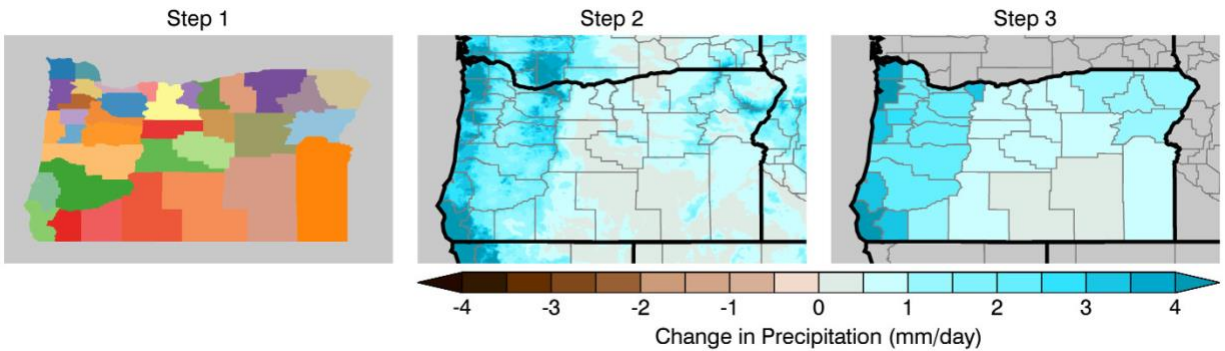 Step 1
Step 2
Step 3
-4 -3 -2 -1 0 1 2 3 4
Change in Precipitation (mm/day)